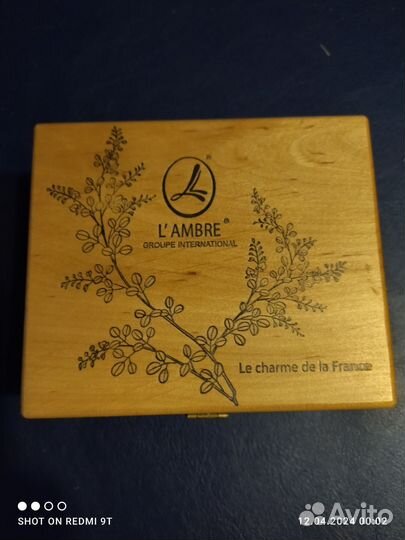 L'AMBRE®
GROUPE INTERNATIONAL
Le charme de la France
SHOT ON REDMI 9T
12.04.2024 00:02
Avito